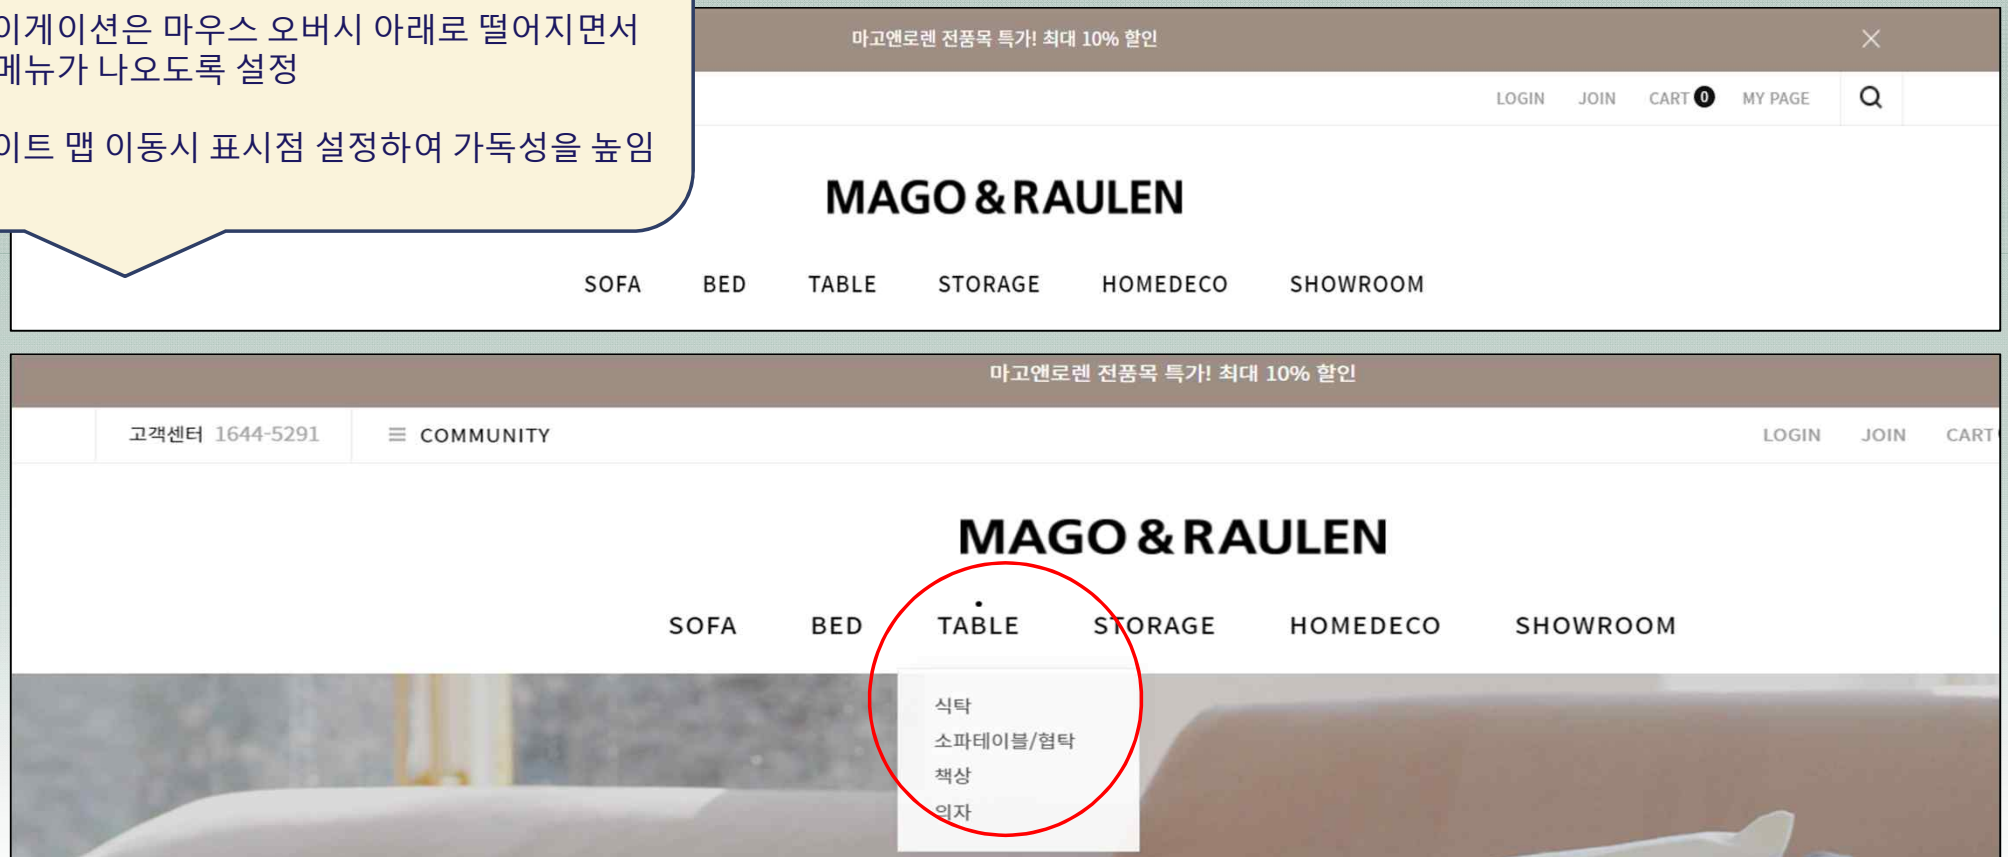 이게이션은 마우스 오버시 아래로 떨어지면서
메뉴가 나오도록 설정
이트 맵 이동시 표시점 설정하여 가독성을 높임
마고앤로렌 전품목 특가! 최대 10% 할인
LOGIN JOIN CART 0 MY PAGE
MAGO & RAULEN
SOFA BED TABLE STORAGE HOMEDECO SHOWROOM
마고앤로렌 전품목 특가! 최대 10% 할인
고객센터 1644-5291 COMMUNITY LOGIN JOIN CART
MAGO & RAULEN
SOFA BED TABLE STORAGE HOMEDECO SHOWROOM
식탁
소파테이블/협탁
책상
의자